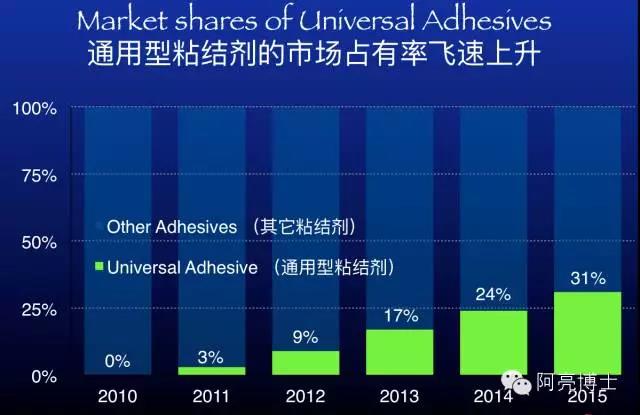 Market shares of Universal Adhesives
通用型粘结剂的市场占有率飞速上升
100%
75%
50%
25%
0%
Other Adhesives （其它粘结剂）
Universal Adhesive （通用型粘结剂）
0%
3%
9%
17%
24%
31%
2010 2011 2012 2013 2014 2015
阿亮博士